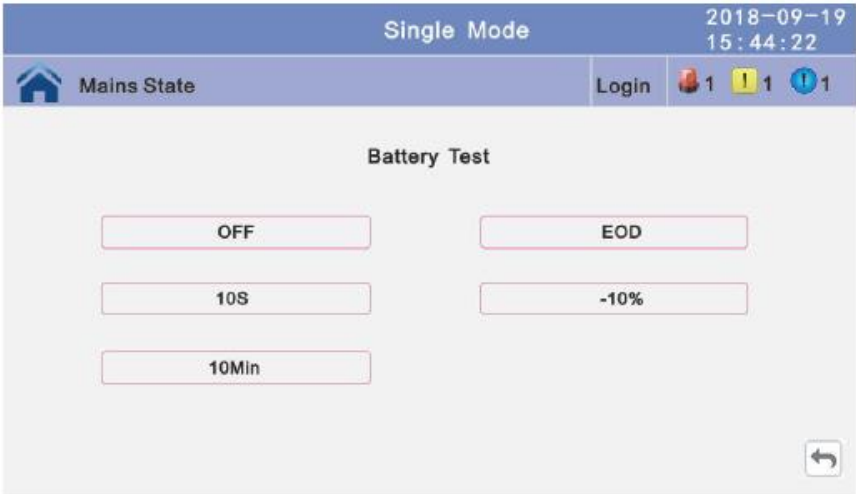 Single Mode
2018-09-19
15:44:22
Mains State
Login
1
! 1
! 1
Battery Test
OFF
EOD
10S
-10%
10Min